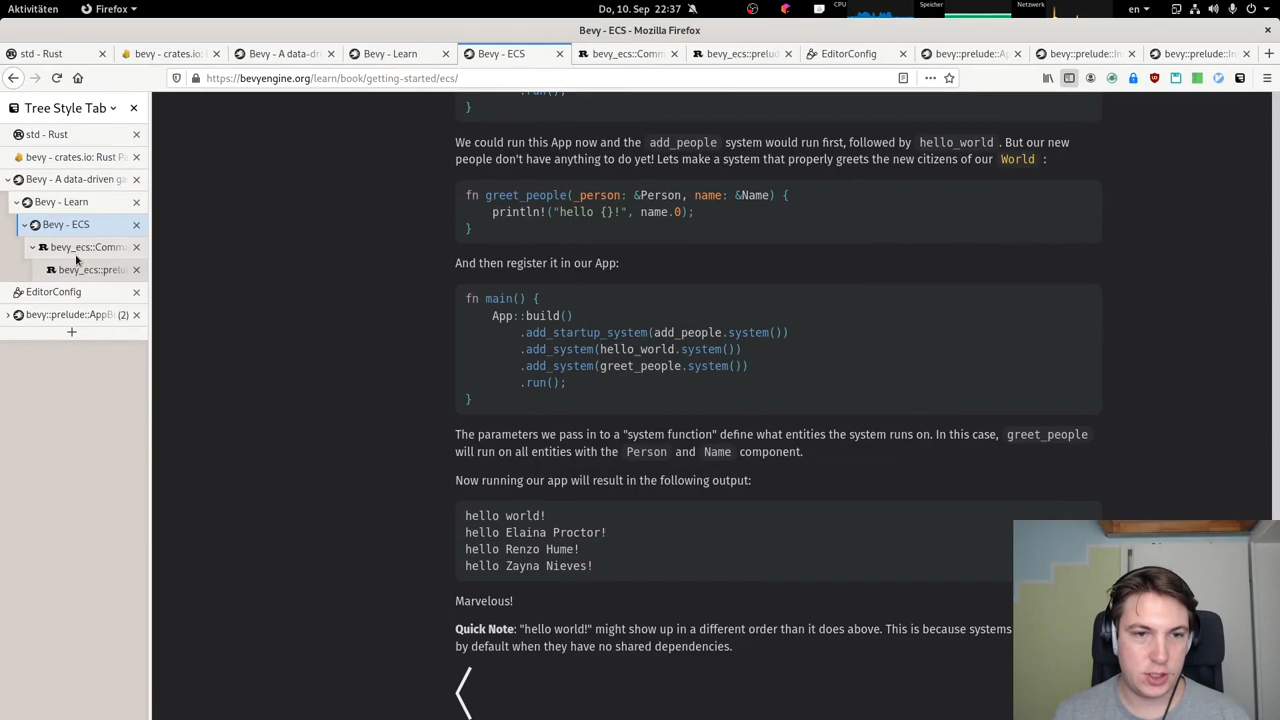 Aktivitäten
Firefox
Do, 10. Sep 22:37
CPU
Speicher
Netzwerk
en
Bevy - ECS - Mozilla Firefox
std - Rust
bevy - crates.io:
Bevy - A data-dri
Bevy - Learn
Bevy - ECS
bevy_ecs::Comm
bevy_ecs::prelude
EditorConfig
bevy::prelude::Ap
bevy::prelude::In
bevy::prelude::In
https://bevyengine.org/learn/book/getting-started/ecs/
Tree Style Tab
std - Rust
bevy - crates.io: Rust Pa
Bevy - A data-driven ga
Bevy - Learn
Bevy - ECS
bevy_ecs::Comma
bevy_ecs::prelu
EditorConfig
bevy::prelude::AppB (2)
.run();
}
We could run this App now and the add_people system would run first, followed by hello_world . But our new
people don't have anything to do yet! Lets make a system that properly greets the new citizens of our World :
fn greet_people(_person: &Person, name: &Name) {
println!("hello {}!", name.0);
}
And then register it in our App:
fn main() {
App::build()
.add_startup_system(add_people.system())
.add_system(hello_world.system())
.add_system(greet_people.system())
.run();
}
The parameters we pass in to a "system function" define what entities the system runs on. In this case, greet_people
will run on all entities with the Person and Name component.
Now running our app will result in the following output:
hello world!
hello Elaina Proctor!
hello Renzo Hume!
hello Zayna Nieves!
Marvelous!
Quick Note: "hello world!" might show up in a different order than it does above. This is because systems
by default when they have no shared dependencies.